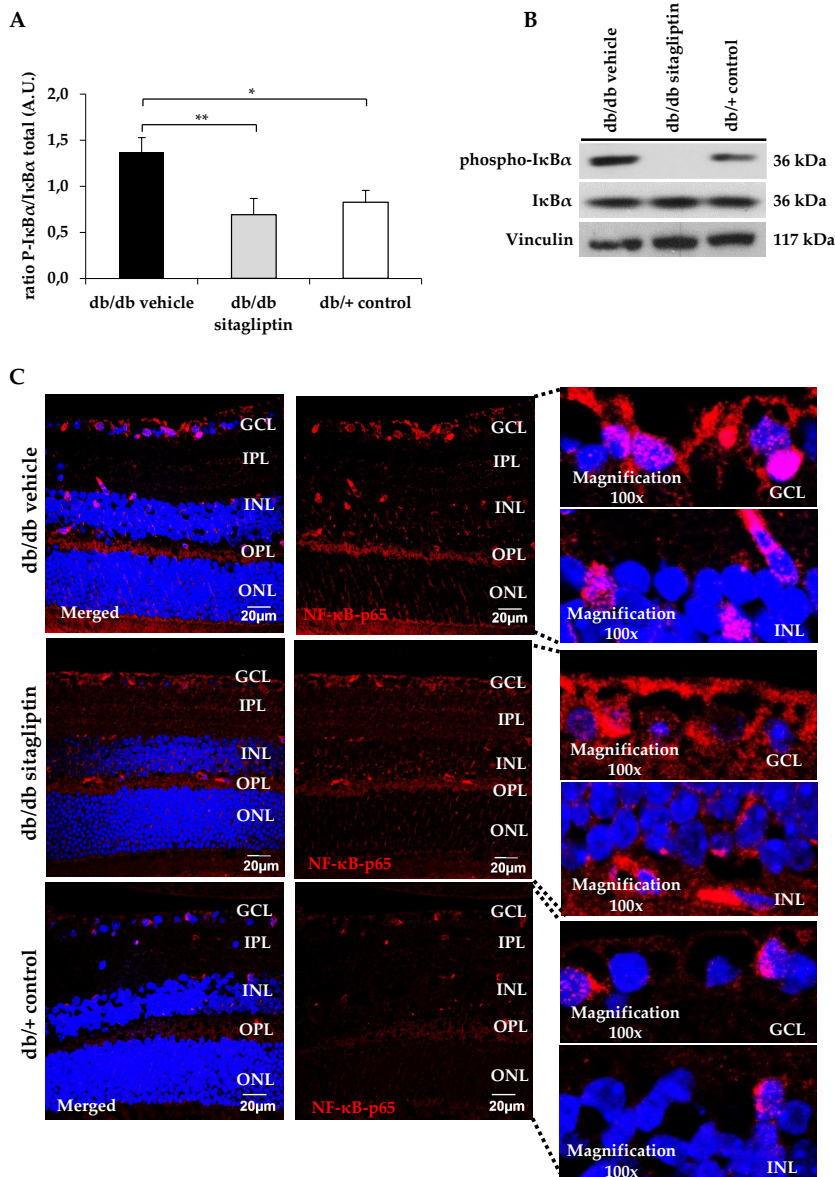 A
ratio P-IκBα/IκBα total (A.U.)
2,0
1,5
1,0
0,5
0,0
*
**
db/db vehicle
db/db
sitagliptin
db/+ control
B
db/db vehicle
db/db sitagliptin
db/+ control
phospho-IκBα
36 kDa
IκBα
36 kDa
Vinculin
117 kDa
C
db/db vehicle
GCL
IPL
INL
OPL
ONL
Merged
20μm
GCL
IPL
INL
OPL
ONL
NF-κB-p65
20μm
Magnification
100x
GCL
Magnification
100x
INL
db/db sitagliptin
GCL
IPL
INL
OPL
ONL
20μm
GCL
IPL
INL
OPL
ONL
NF-κB-p65
20μm
Magnification
100x
GCL
Magnification
100x
INL
db/+ control
GCL
IPL
INL
OPL
ONL
Merged
20μm
GCL
IPL
INL
OPL
ONL
NF-κB-p65
20μm
Magnification
100x
GCL
Magnification
100x
INL